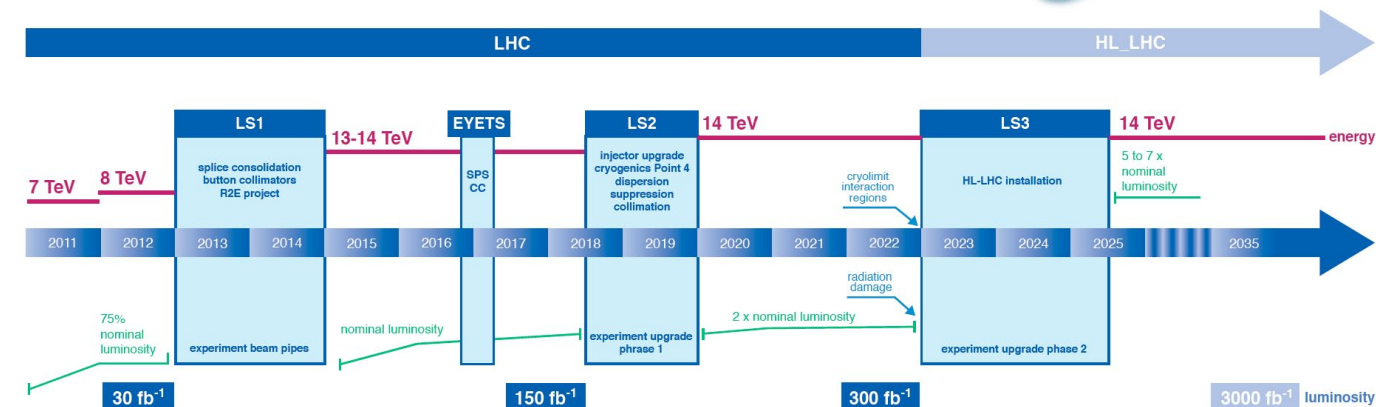 LHC
HL_LHC
LS1
EYETS
LS2
14 TeV
LS3
14 TeV
energy
13-14 TeV
7 TeV
8 TeV
splice consolidation
button collimators
R2E project
SPS
CC
injector upgrade
cryogenics Point 4
dispersion
suppression
collimation
cryolimit
interaction
regions
HL-LHC installation
5 to 7 x
nominal
luminosity
2011 2012 2013 2014 2015 2016 2017 2018 2019 2020 2021 2022 2023 2024 2025 2035
75%
nominal
luminosity
experiment beam pipes
nominal luminosity
experiment upgrade
phrase 1
2 x nominal luminosity
radiation
damage
experiment upgrade phase 2
30 fb⁻¹
150 fb⁻¹
300 fb⁻¹
3000 fb⁻¹
luminosity